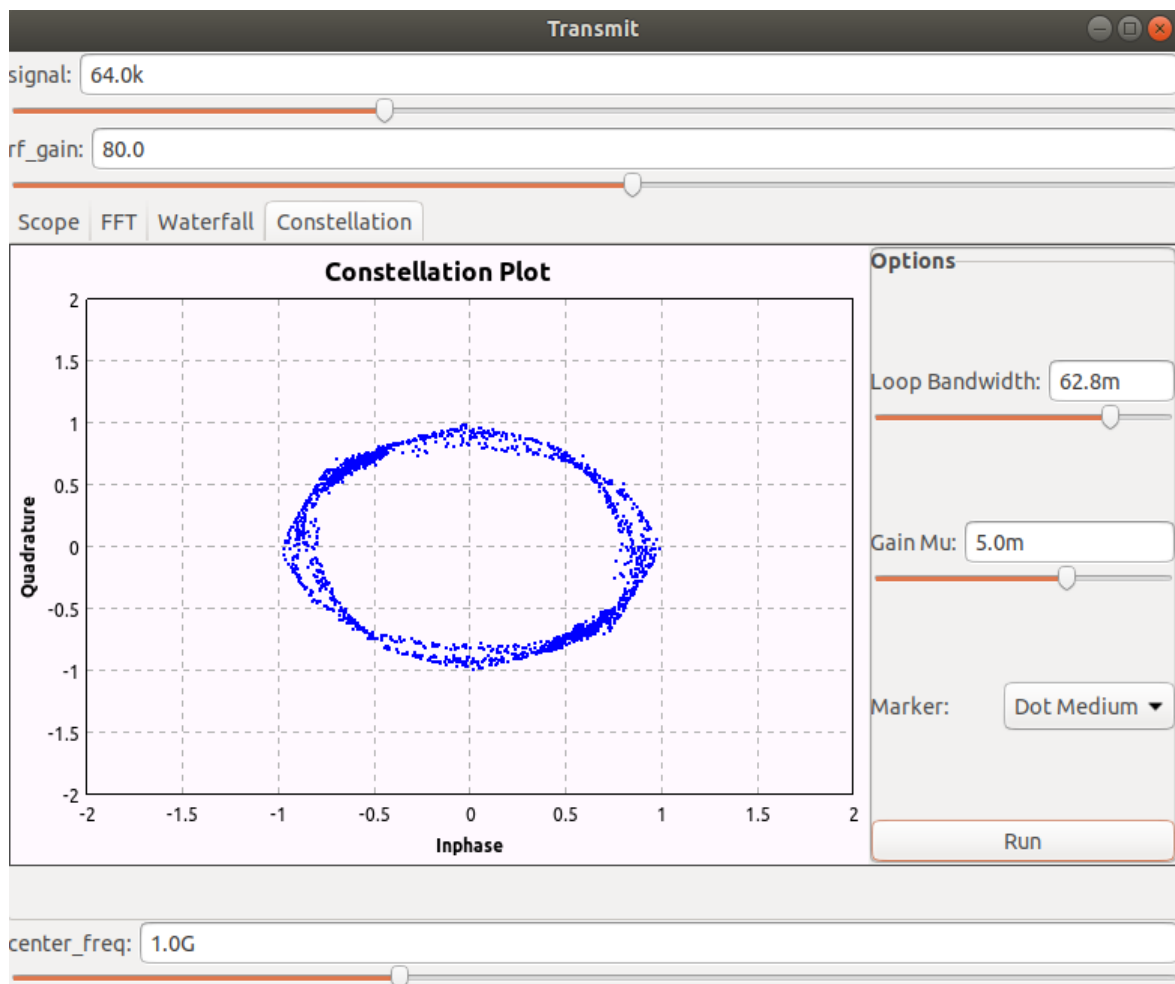 Transmit
signal: 64.0k
rf_gain: 80.0
Scope FFT Waterfall Constellation
Constellation Plot
Options
2
1.5
1
0.5
0
-0.5
-1
-1.5
-2
Quadrature
-2 -1.5 -1 -0.5 0 0.5 1 1.5 2
Inphase
Loop Bandwidth: 62.8m
Gain Mu: 5.0m
Marker: Dot Medium
Run
center_freq: 1.0G